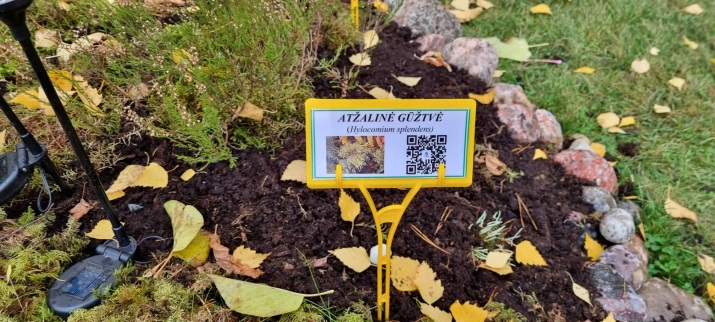 ATŽALINĖ GŪŽTVĖ
(Hylocomium splendens)